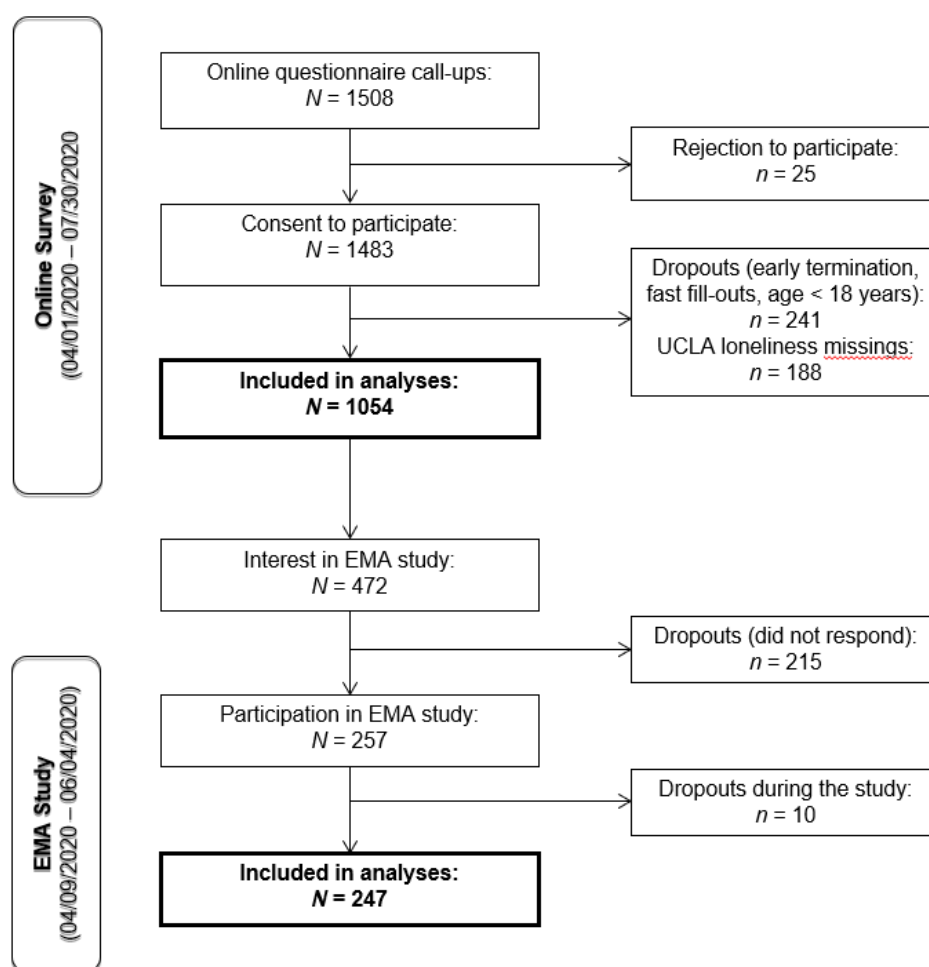 Online Survey
(04/01/2020 – 07/30/2020
Online questionnaire call-ups:
N = 1508
Rejection to participate:
n = 25
Consent to participate:
N = 1483
Dropouts (early termination,
fast fill-outs, age < 18 years):
n = 241
UCLA loneliness missings:
n = 188
Included in analyses:
N = 1054
Interest in EMA study:
N = 472
EMA Study
(04/09/2020 – 06/04/2020)
Dropouts (did not respond):
n = 215
Participation in EMA study:
N = 257
Dropouts during the study:
n = 10
Included in analyses:
N = 247